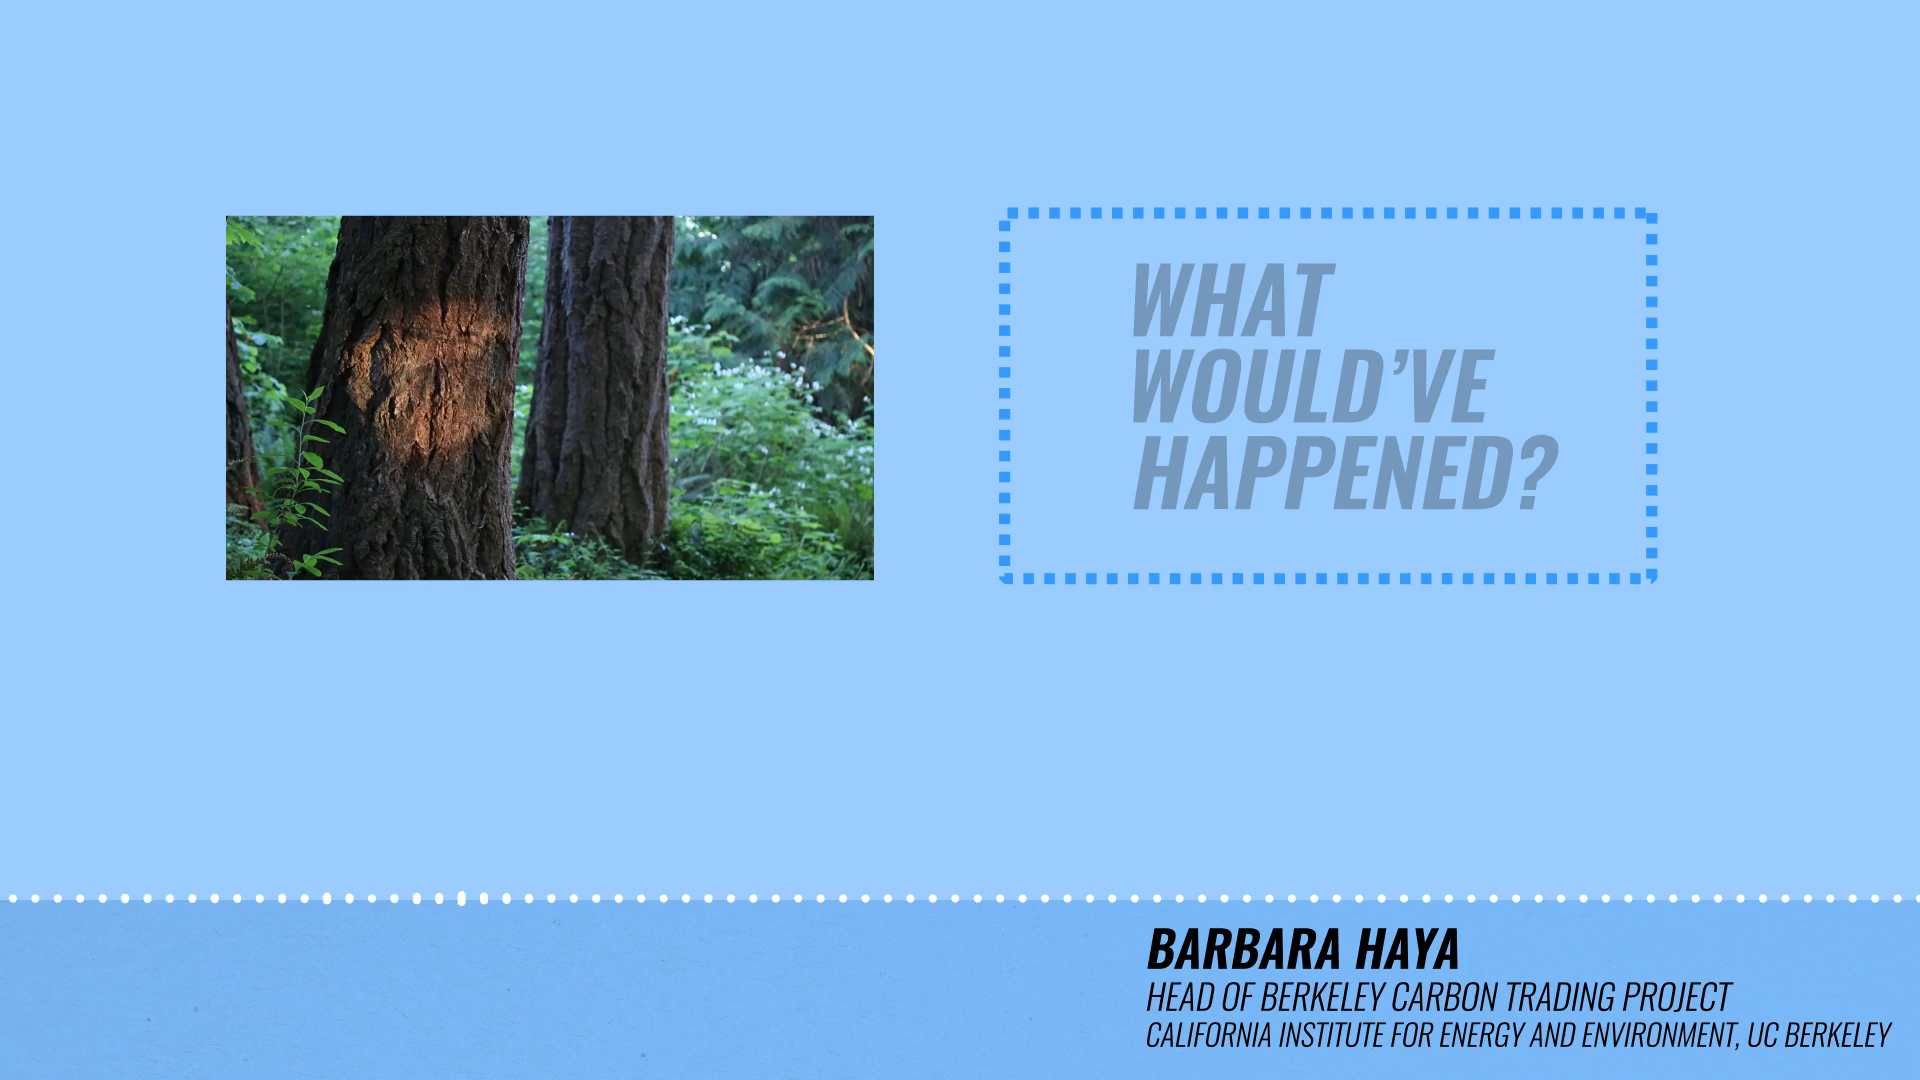 WHAT
WOULD’VE
HAPPENED?
BARBARA HAYA
HEAD OF BERKELEY CARBON TRADING PROJECT
CALIFORNIA INSTITUTE FOR ENERGY AND ENVIRONMENT, UC BERKELEY